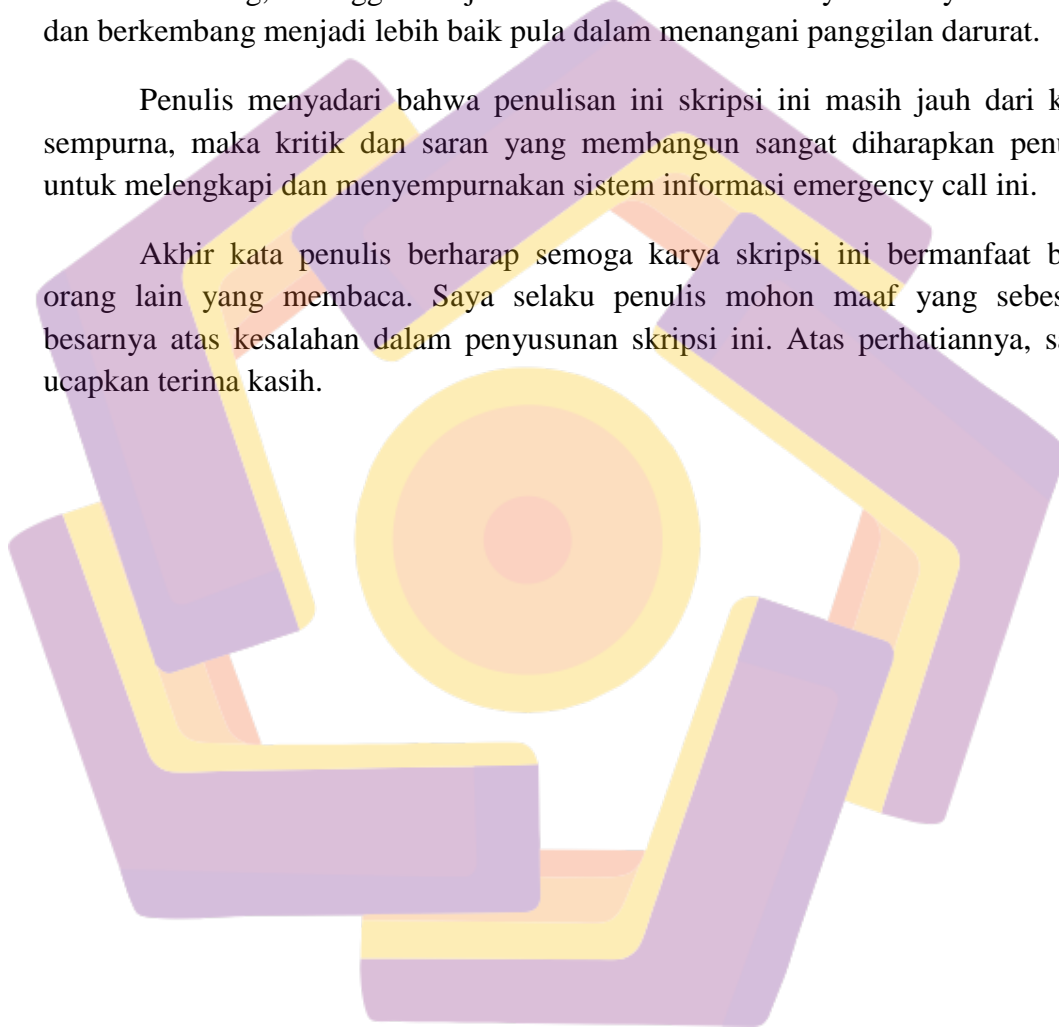 dan berkembang menjadi lebih baik pula dalam menangani panggilan darurat.
Penulis menyadari bahwa penulisan ini skripsi ini masih jauh dari
sempurna, maka kritik dan saran yang membangun sangat diharapkan
untuk melengkapi dan menyempurnakan sistem informasi emergency call ini.
Akhir kata penulis berharap semoga karya skripsi ini bermanfaat
orang lain yang membaca. Saya selaku penulis mohon maaf yang
besarnya atas kesalahan dalam penyusunan skripsi ini. Atas perhatiannya,
ucapkan terima kasih.